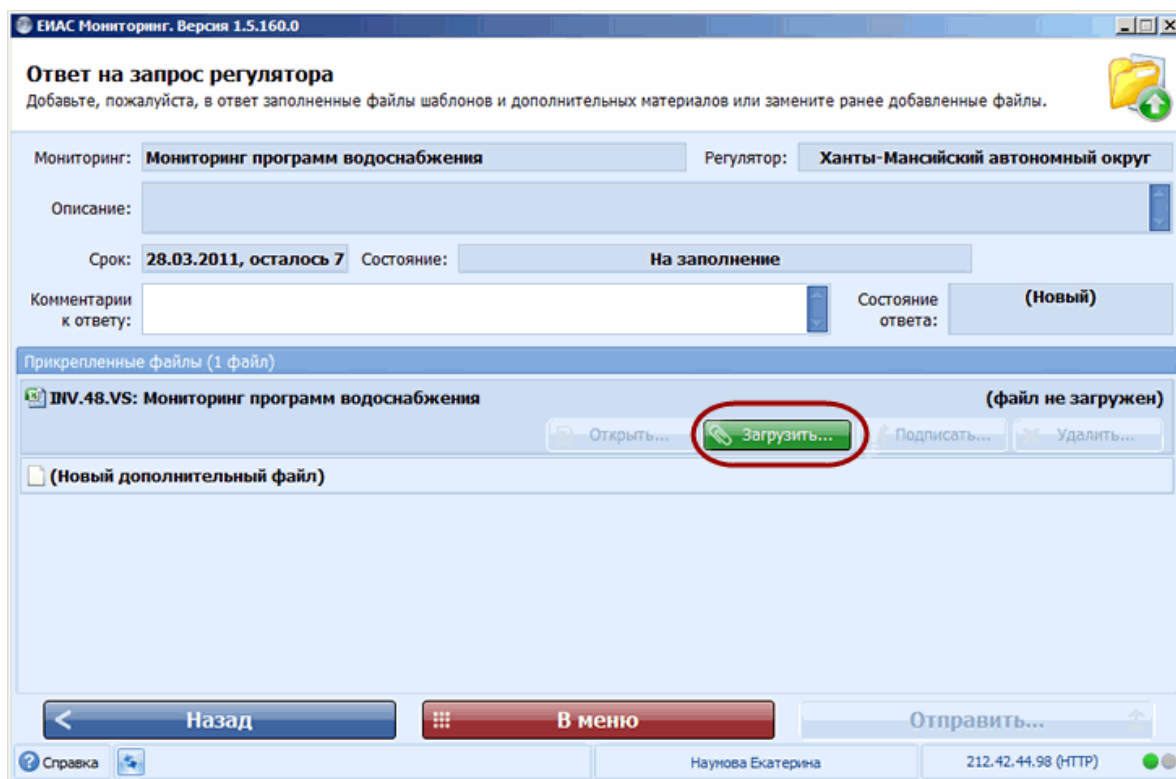 ЕИАС Мониторинг. Версия 1.5.160.0
Ответ на запрос регулятора
Добавьте, пожалуйста, в ответ заполненные файлы шаблонов и дополнительных материалов или замените ранее добавленные файлы.
Мониторинг: Мониторинг программ водоснабжения Регулятор: Ханты-Мансийский автономный округ
Описание:
Срок: 28.03.2011, осталось 7 Состояние: На заполнение
Комментарии
к ответу:
Состояние
ответа:
(Новый)
Прикрепленные файлы (1 файл)
INV.48.VS: Мониторинг программ водоснабжения (файл не загружен)
Открыть... Загрузить... Подписать... Удалить...
(Новый дополнительный файл)
Назад В меню Отправить...
Справка Наумова Екатерина 212.42.44.98 (HTTP)